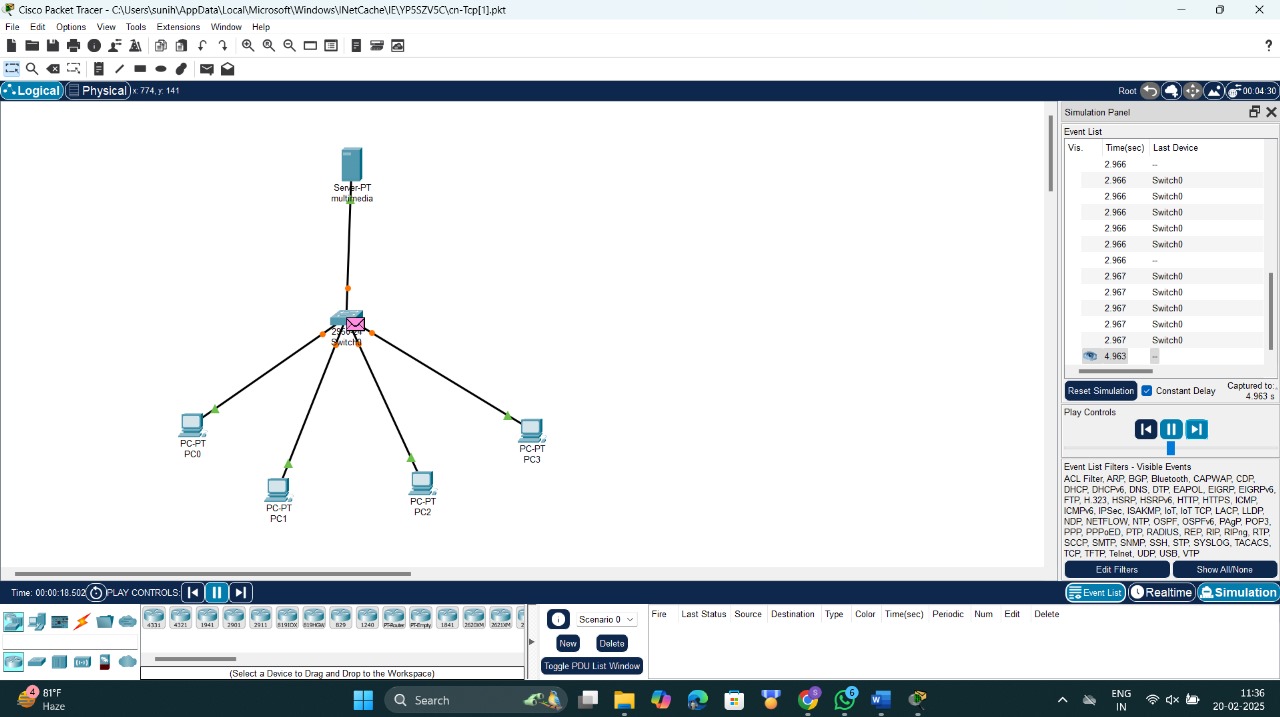 Cisco Packet Tracer - C:\Users\sunih\AppData\Local\Microsoft\Windows\INetCache\IE\YP5SZV5C\cn-Tcp[1].pkt
File Edit Options View Tools Extensions Window Help
Logical Physical x: 774, y: 141 Root 00:04:30
Simulation Panel
Event List
Vis. Time(sec) Last Device
2.966 --
2.966 Switch0
2.966 Switch0
2.966 Switch0
2.966 Switch0
2.966 Switch0
2.966 --
2.967 Switch0
2.967 Switch0
2.967 Switch0
2.967 Switch0
2.967 Switch0
4.963 --
Reset Simulation Constant Delay Captured to:
4.963 s
Play Controls
Event List Filters - Visible Events
ACL Filter, ARP, BGP, Bluetooth, CAPWAP, CDP,
DHCP, DHCPv6, DNS, DTP, EAPOL, EIGRP, EIGRPv6,
FTP, H.323, HSRP, HSRPv6, HTTP, HTTPS, ICMP,
ICMPv6, IPSec, ISAKMP, IoT, IoT TCP, LACP, LLDP,
NDP, NETFLOW, NTP, OSPF, OSPFv6, PAgP, POP3,
PPP, PPPoED, PTP, RADIUS, REP, RIP, RIPng, RTP,
SCCP, SMTP, SNMP, SSH, STP, SYSLOG, TACACS,
TCP, TFTP, Telnet, UDP, USB, VTP
Edit Filters Show All/None
Server-PT
multimedia
Switch0
PC-PT
PC0
PC-PT
PC1
PC-PT
PC2
PC-PT
PC3
Time: 00:00:18.502 PLAY CONTROLS: Event List Realtime Simulation
4331 4321 1941 2901 2911 819IOX 819HGW 829 1240 PT-Router PT-Empty 1841 2620XM 2621XM 2
(Select a Device to Drag and Drop to the Workspace)
Scenario 0
New Delete
Toggle PDU List Window
Fire Last Status Source Destination Type Color Time(sec) Periodic Num Edit Delete
4 81°F
Haze
Search
S
6
ENG
IN
11:36
20-02-2025